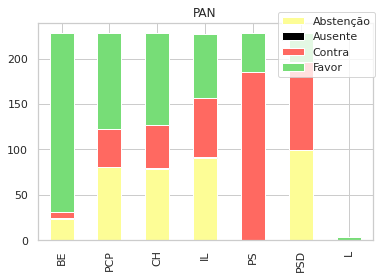 PAN
Abstenção
Ausente
Contra
Favor
200
150
100
50
0
BE
PCP
CH
IL
PS
PSD
L